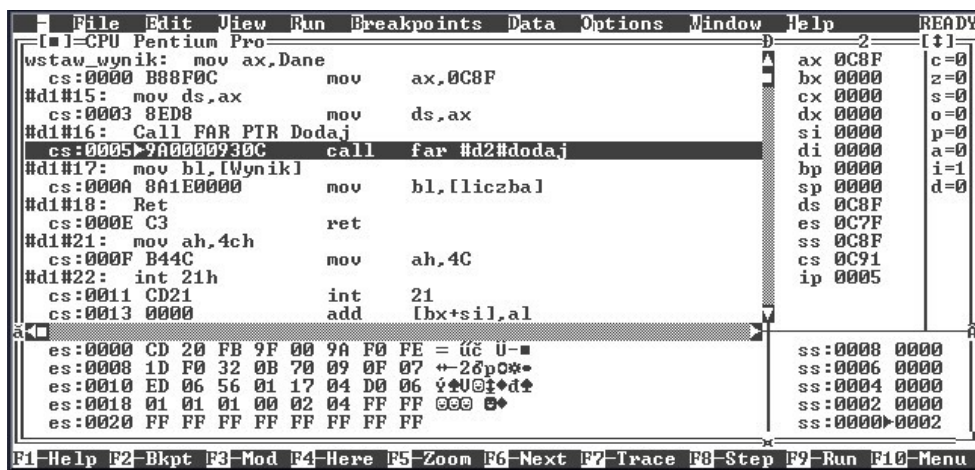 ≡ File Edit View Run Breakpoints Data Options Window Help READY
[■]=CPU Pentium Pro 2 [↕]
wstaw_wynik: mov ax,Dane ax 0C8F c=0
cs:0000 B88F0C mov ax,0C8F bx 0000 z=0
#d1#15: mov ds,ax cx 0000 s=0
cs:0003 8ED8 mov ds,ax dx 0000 o=0
#d1#16: Call FAR PTR Dodaj si 0000 p=0
cs:0005▶9A0000930C call far #d2#dodaj di 0000 a=0
#d1#17: mov bl,[Wynik] bp 0000 i=1
cs:000A 8A1E0000 mov bl,[liczba] sp 0000 d=0
#d1#18: Ret ds 0C8F
cs:000E C3 ret es 0C7F
#d1#21: mov ah,4ch ss 0C8F
cs:000F B44C mov ah,4C cs 0C91
#d1#22: int 21h ip 0005
cs:0011 CD21 int 21
cs:0013 0000 add [bx+si],al
es:0000 CD 20 FB 9F 00 9A F0 FE ss:0008 0000
es:0008 1D F0 32 0B 70 09 0F 07 ss:0006 0000
es:0010 ED 06 56 01 17 04 D0 06 ss:0004 0000
es:0018 01 01 01 00 02 04 FF FF ss:0002 0000
es:0020 FF FF FF FF FF FF FF FF ss:0000▶0002
F1-Help F2-Bkpt F3-Mod F4-Here F5-Zoom F6-Next F7-Trace F8-Step F9-Run F10-Menu